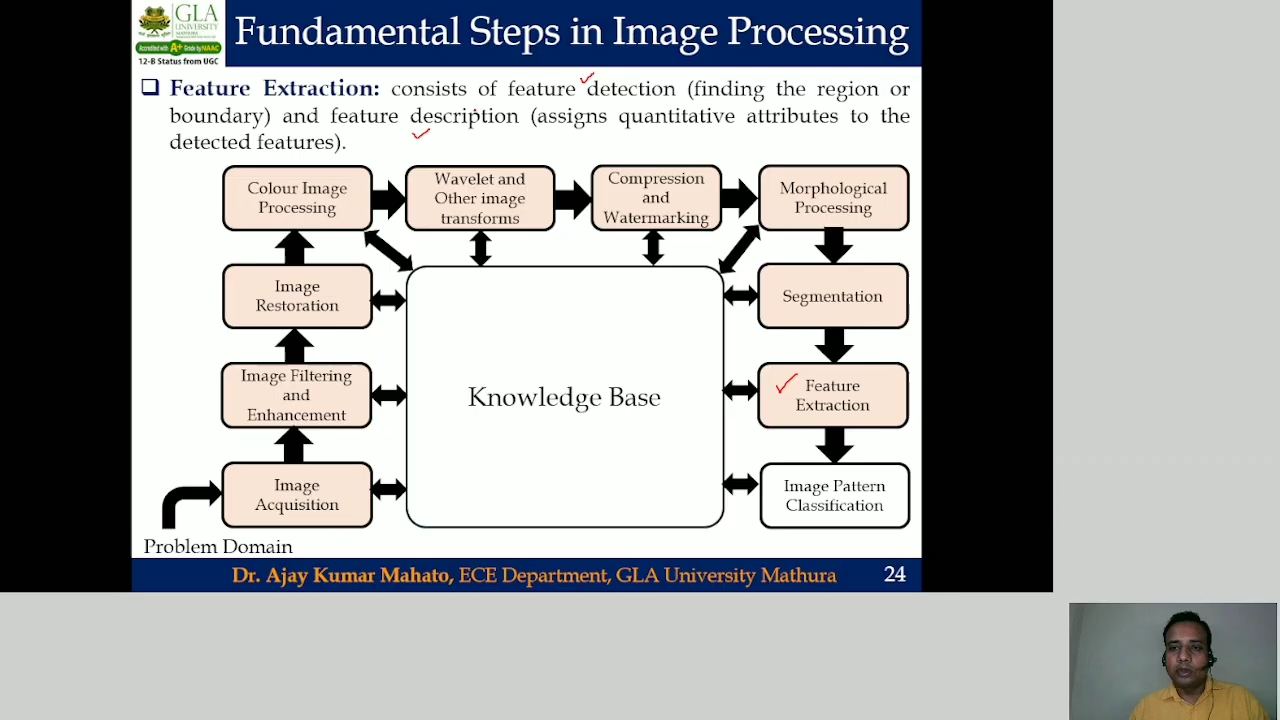 GLA
UNIVERSITY
MATHURA
Accredited with A+ Grade by NAAC
12-B Status from UGC
Fundamental Steps in Image Processing
Feature Extraction: consists of feature detection (finding the region or
boundary) and feature description (assigns quantitative attributes to the
detected features).
Colour Image
Processing
Wavelet and
Other image
transforms
Compression
and
Watermarking
Morphological
Processing
Image
Restoration
Segmentation
Image Filtering
and
Enhancement
Knowledge Base
Feature
Extraction
Image
Acquisition
Image Pattern
Classification
Problem Domain
Dr. Ajay Kumar Mahato, ECE Department, GLA University Mathura
24